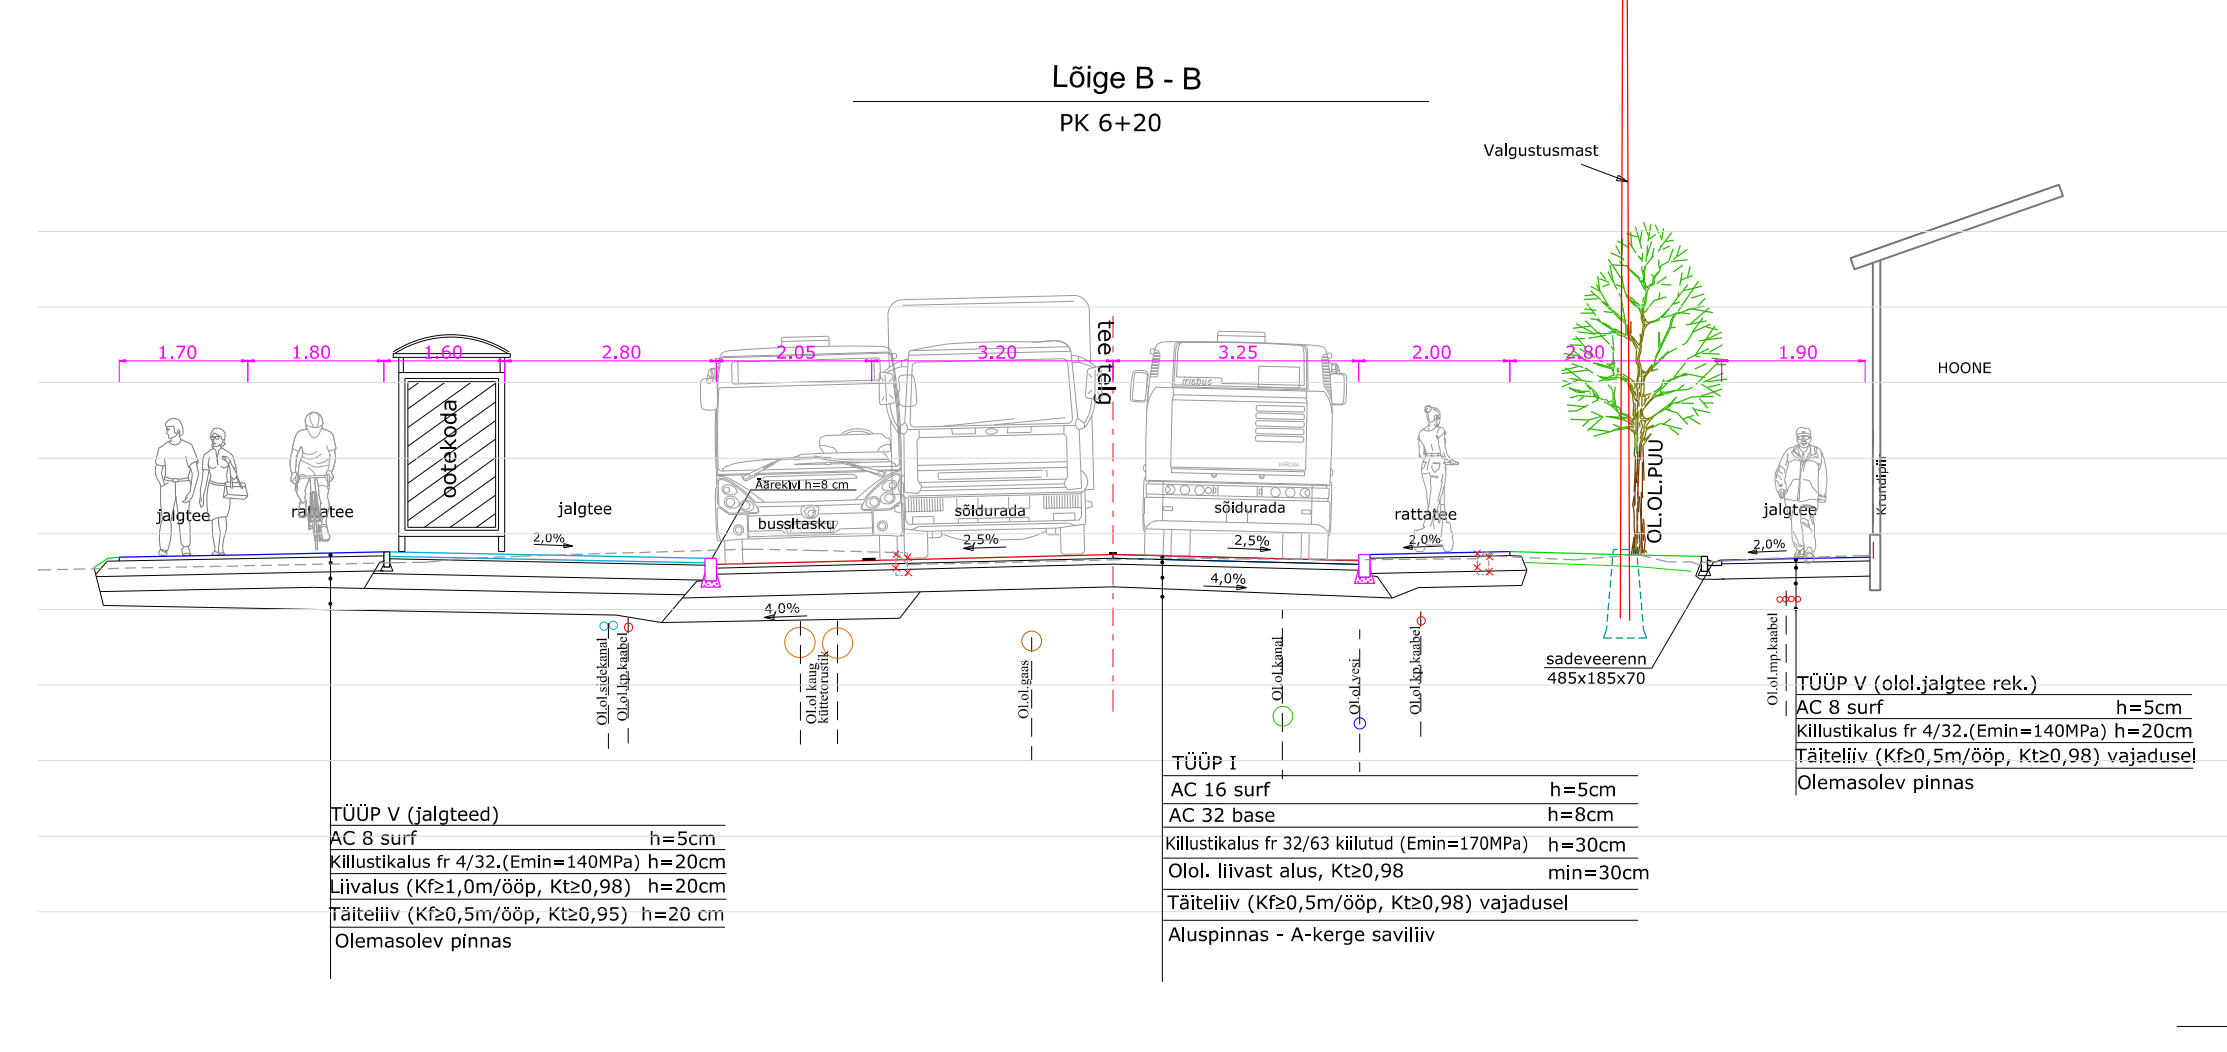 Lõige B - B
PK 6+20
Valgustusmast
1.70
1.80
1.60
2.80
2.05
3.20
tee telg
3.25
2.00
2.80
1.90
HOONE
irisbus
KAROSA
ootekoda
OL.OL.PUU
Krundipiir
Äärekivi h=8 cm
jalgtee
rattatee
jalgtee
bussitasku
sõidurada
sõidurada
rattatee
jalgtee
2,0%
2,5%
2,5%
2,0%
2,0%
4,0%
4,0%
Ol.ol.sidekanal
Ol.ol.kp.kaabel
Ol.ol kaug
küttetorustik
Ol.ol.gaas
Ol.ol.kanal
Ol.ol.vesi
Ol.ol.kp.kaabel
Ol.ol.mp.kaabel
sadeveerenn
485x185x70
TÜÜP V (olol.jalgtee rek.)
AC 8 surf h=5cm
Killustikalus fr 4/32.(Emin=140MPa) h=20cm
Täiteliiv (Kf≥0,5m/ööp, Kt≥0,98) vajadusel
Olemasolev pinnas
TÜÜP I
AC 16 surf h=5cm
AC 32 base h=8cm
Killustikalus fr 32/63 kiilutud (Emin=170MPa) h=30cm
Olol. liivast alus, Kt≥0,98 min=30cm
Täiteliiv (Kf≥0,5m/ööp, Kt≥0,98) vajadusel
Aluspinnas - A-kerge saviliiv
TÜÜP V (jalgteed)
AC 8 surf h=5cm
Killustikalus fr 4/32.(Emin=140MPa) h=20cm
Liivalus (Kf≥1,0m/ööp, Kt≥0,98) h=20cm
Täiteliiv (Kf≥0,5m/ööp, Kt≥0,95) h=20 cm
Olemasolev pinnas